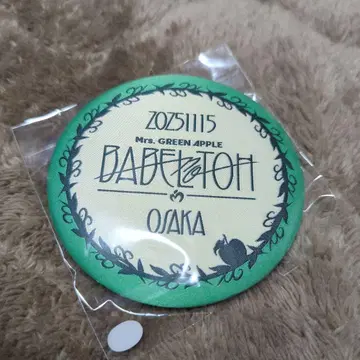 20251115
Mrs. GREEN APPLE
BABEL no TOH
OSAKA